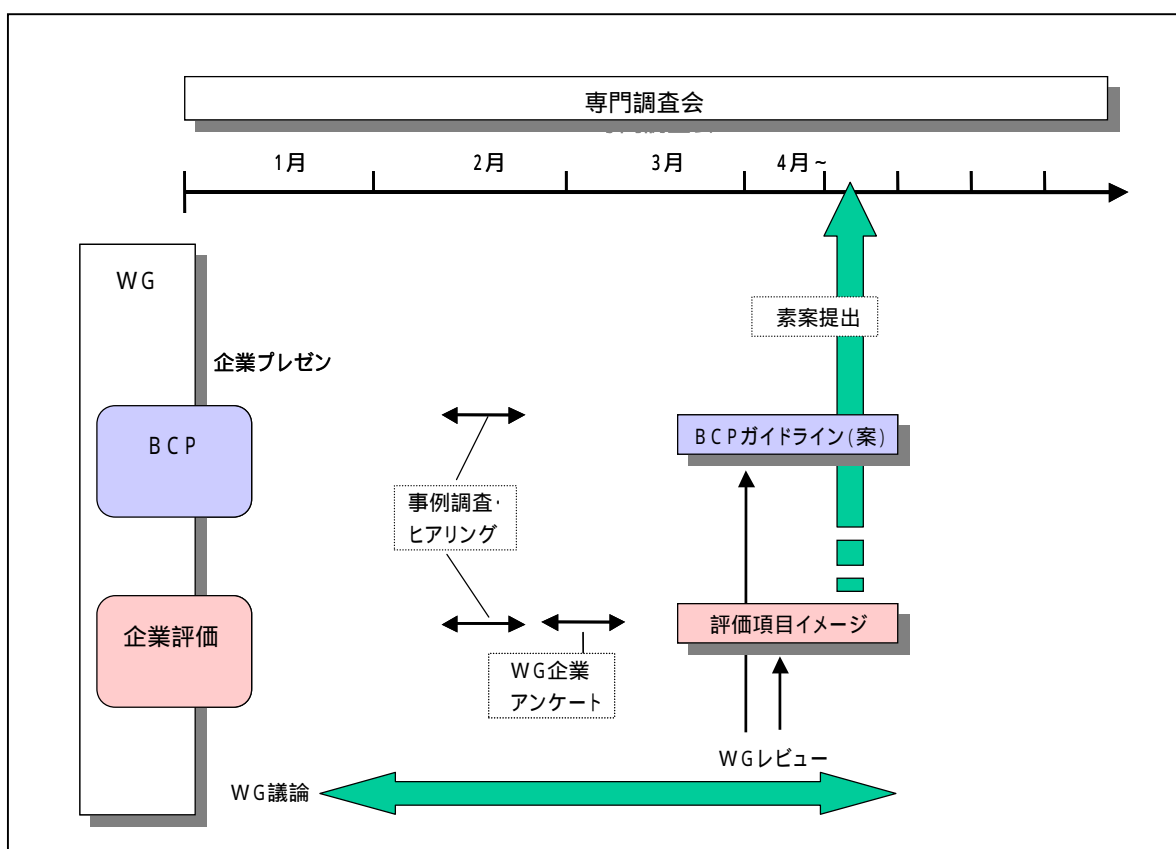 専門調査会
1月
2月
3月
4月~
WG
素案提出
企業プレゼン
BCP
BCPガイドライン(案)
事例調査・
ヒアリング
企業評価
評価項目イメージ
WG企業
アンケート
WGレビュー
WG議論